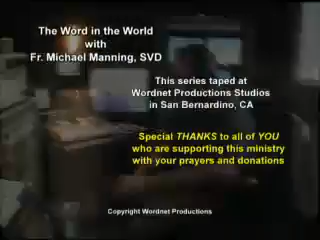 The Word in the World
with
Fr. Michael Manning, SVD
This series taped at
Wordnet Productions Studios
in San Bernardino, CA
Special THANKS to all of YOU
who are supporting this ministry
with your prayers and donations
Copyright Wordnet Productions